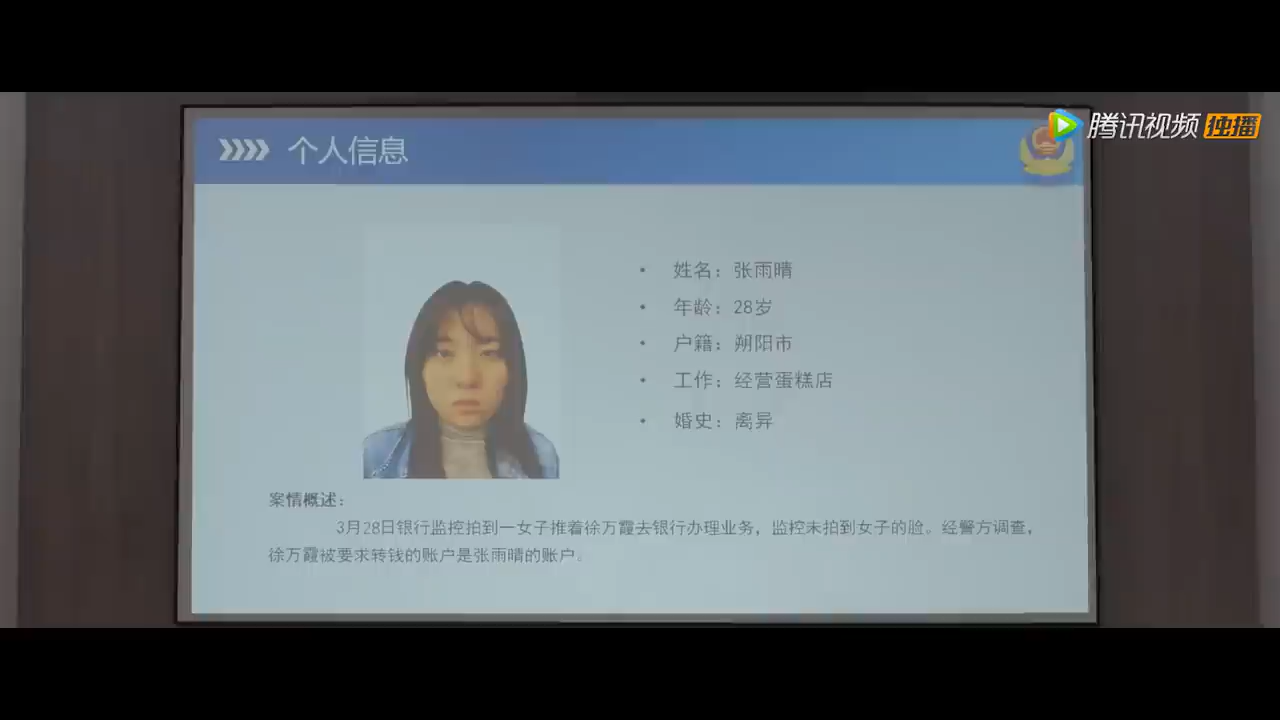 腾讯视频 独播
个人信息
姓名：张雨晴
年龄：28岁
户籍：朔阳市
工作：经营蛋糕店
婚史：离异
案情概述：
3月28日银行监控拍到一女子推着徐万霞去银行办理业务，监控未拍到女子的脸。经警方调查，
徐万霞被要求转钱的账户是张雨晴的账户。